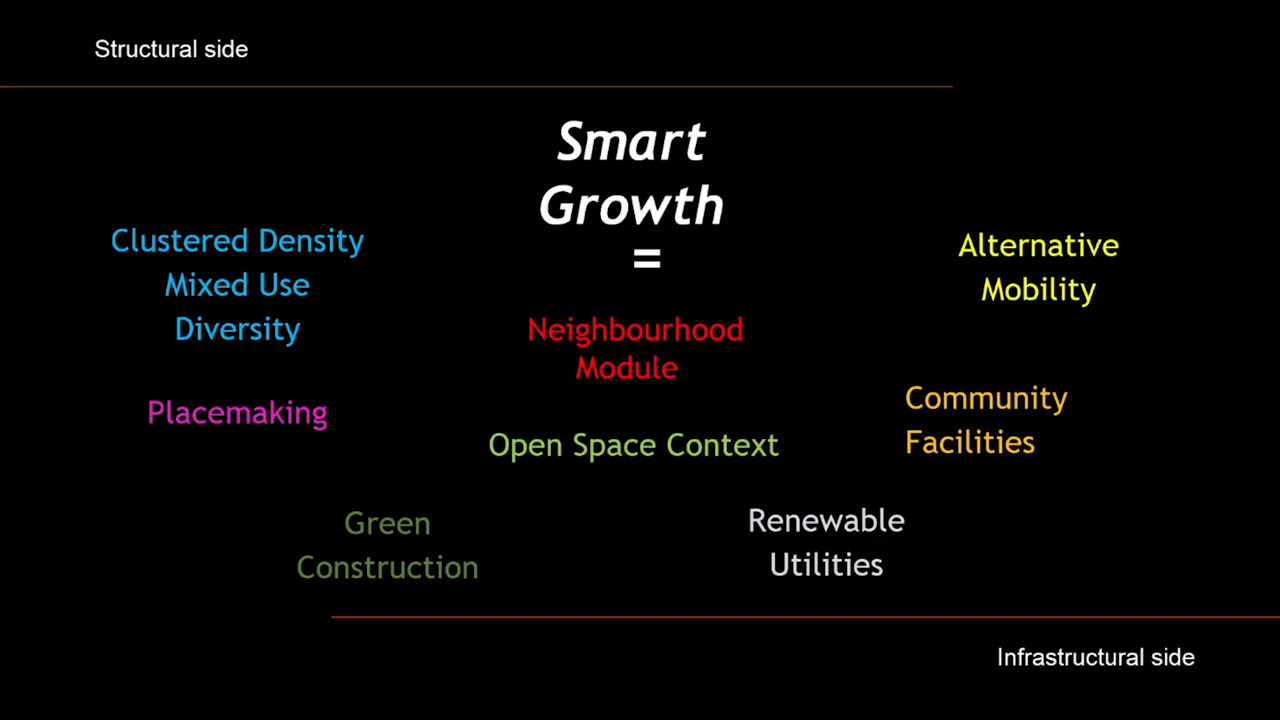 Structural side
Smart
Growth
=
Clustered Density
Mixed Use
Diversity
Alternative
Mobility
Neighbourhood
Module
Placemaking
Open Space Context
Community
Facilities
Green
Construction
Renewable
Utilities
Infrastructural side